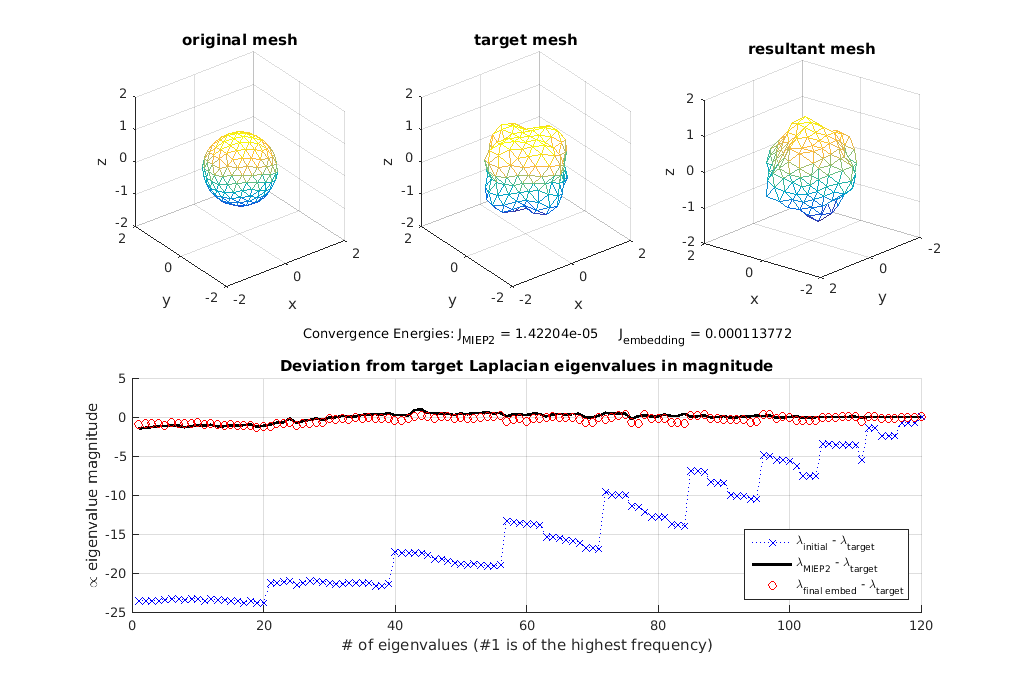 original mesh
target mesh
resultant mesh
2
1
0
-1
-2
z
2
0
-2
y
-2
0
2
x
2
1
0
-1
-2
z
2
0
-2
y
-2
0
2
x
2
1
0
-1
-2
z
2
0
-2
x
2
0
-2
y
Convergence Energies: J_MIEP2 = 1.42204e-05 J_embedding = 0.000113772
Deviation from target Laplacian eigenvalues in magnitude
∝ eigenvalue magnitude
5
0
-5
-10
-15
-20
-25
λ_initial - λ_target
λ_MIEP2 - λ_target
λ_final embed - λ_target
0 20 40 60 80 100 120
# of eigenvalues (#1 is of the highest frequency)